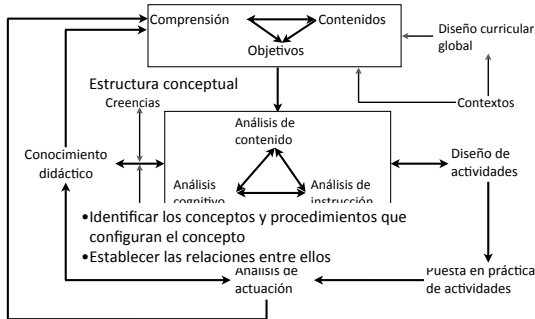 Comprensión
Contenidos
Objetivos
Diseño curricular
global
Estructura conceptual
Creencias
Contextos
Análisis de
contenido
Conocimiento
didáctico
Diseño de
actividades
Análisis
cognitivo
Análisis de
instrucción
•Identificar los conceptos y procedimientos que
configuran el concepto
•Establecer las relaciones entre ellos
Análisis de
actuación
Puesta en práctica
de actividades